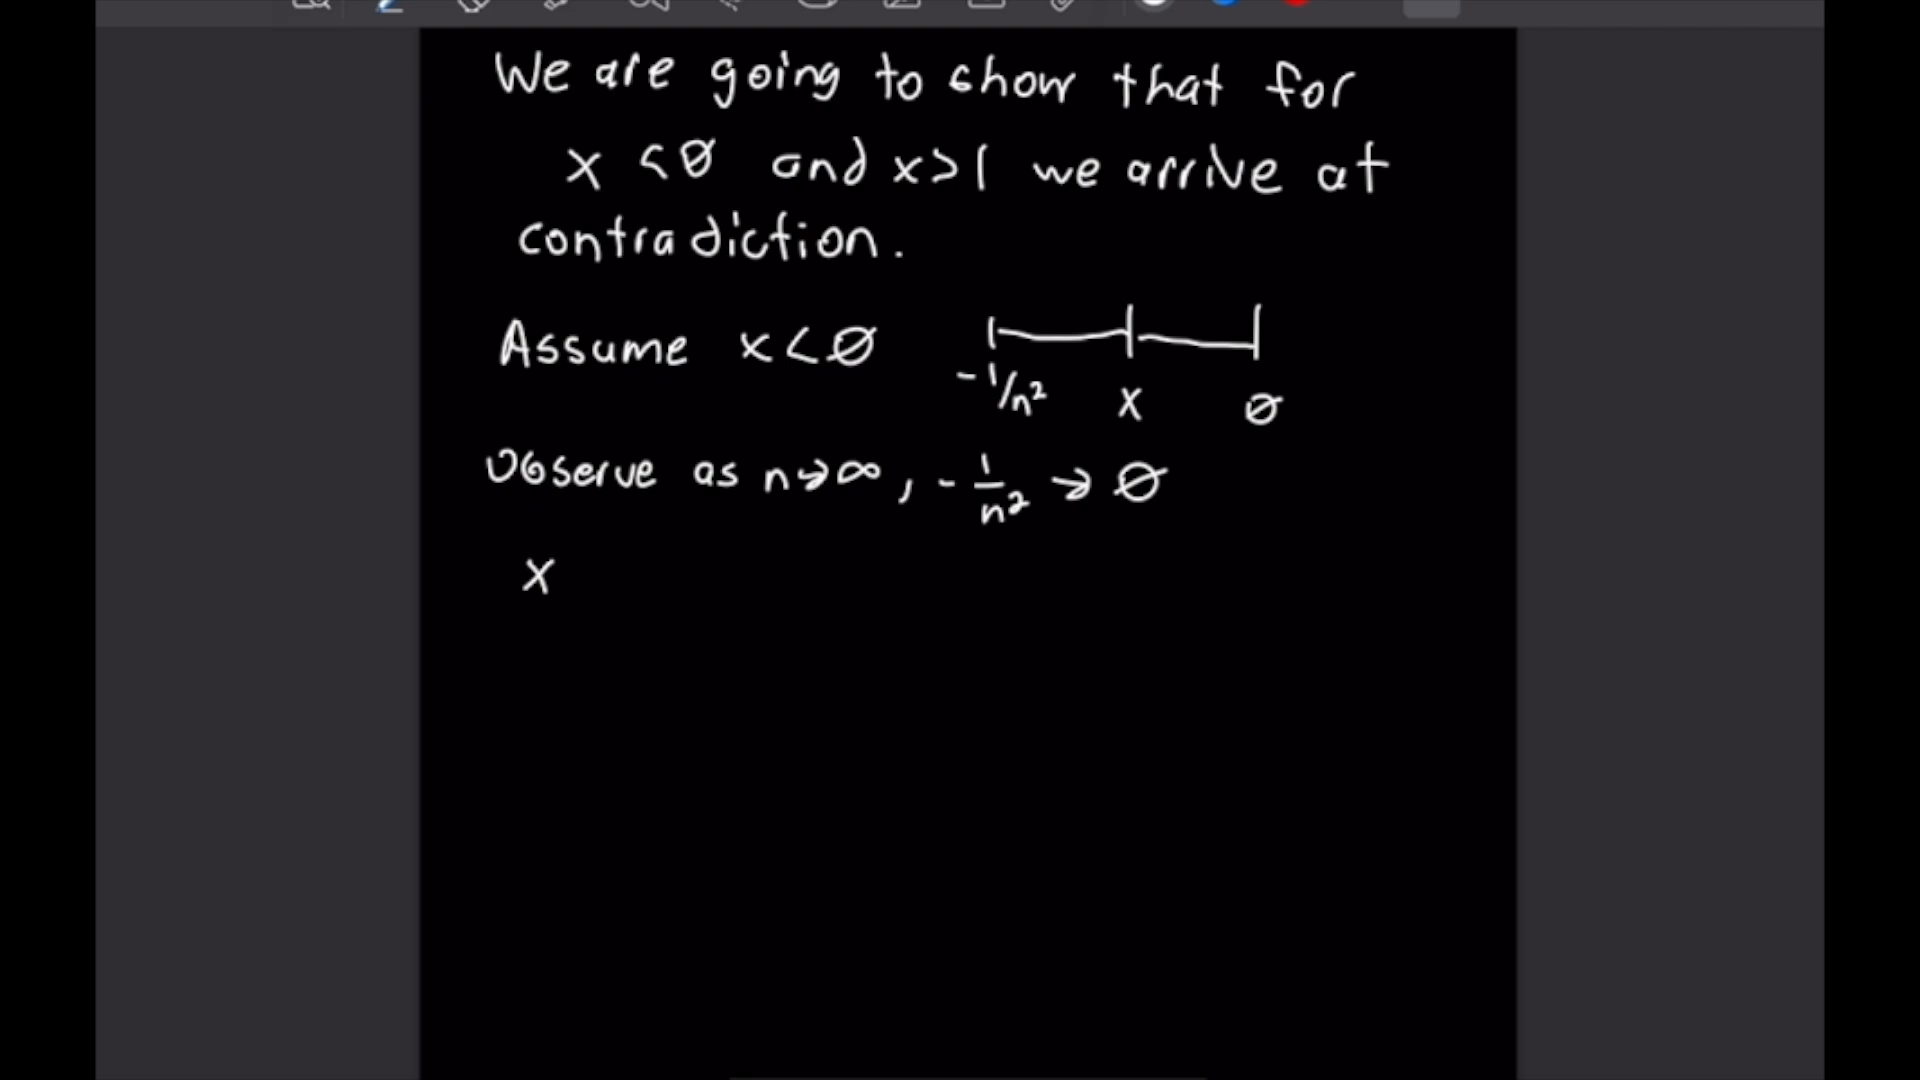 We are going to show that for
x < 0 and x > 1 we arrive at
contradiction.
Assume x < 0
-1/n² x 0
Observe as n → ∞, - 1/n² → 0
x